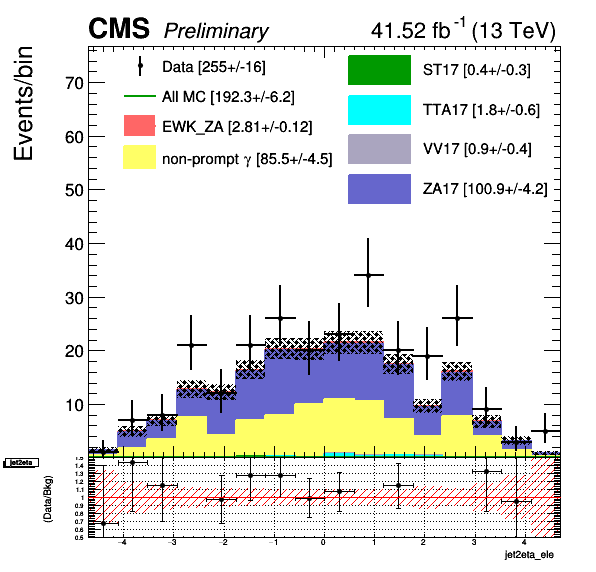 CMS Preliminary 41.52 fb⁻¹ (13 TeV)
Events/bin
70
60
50
40
30
20
10
Data [255+/-16]
All MC [192.3+/-6.2]
EWK_ZA [2.81+/-0.12]
non-prompt γ [85.5+/-4.5]
ST17 [0.4+/-0.3]
TTA17 [1.8+/-0.6]
VV17 [0.9+/-0.4]
ZA17 [100.9+/-4.2]
jet2eta
(Data/Bkg)
1.5
1.4
1.3
1.2
1.1
1
0.9
0.8
0.7
0.6
0.5
−4 −3 −2 −1 0 1 2 3 4
jet2eta_ele